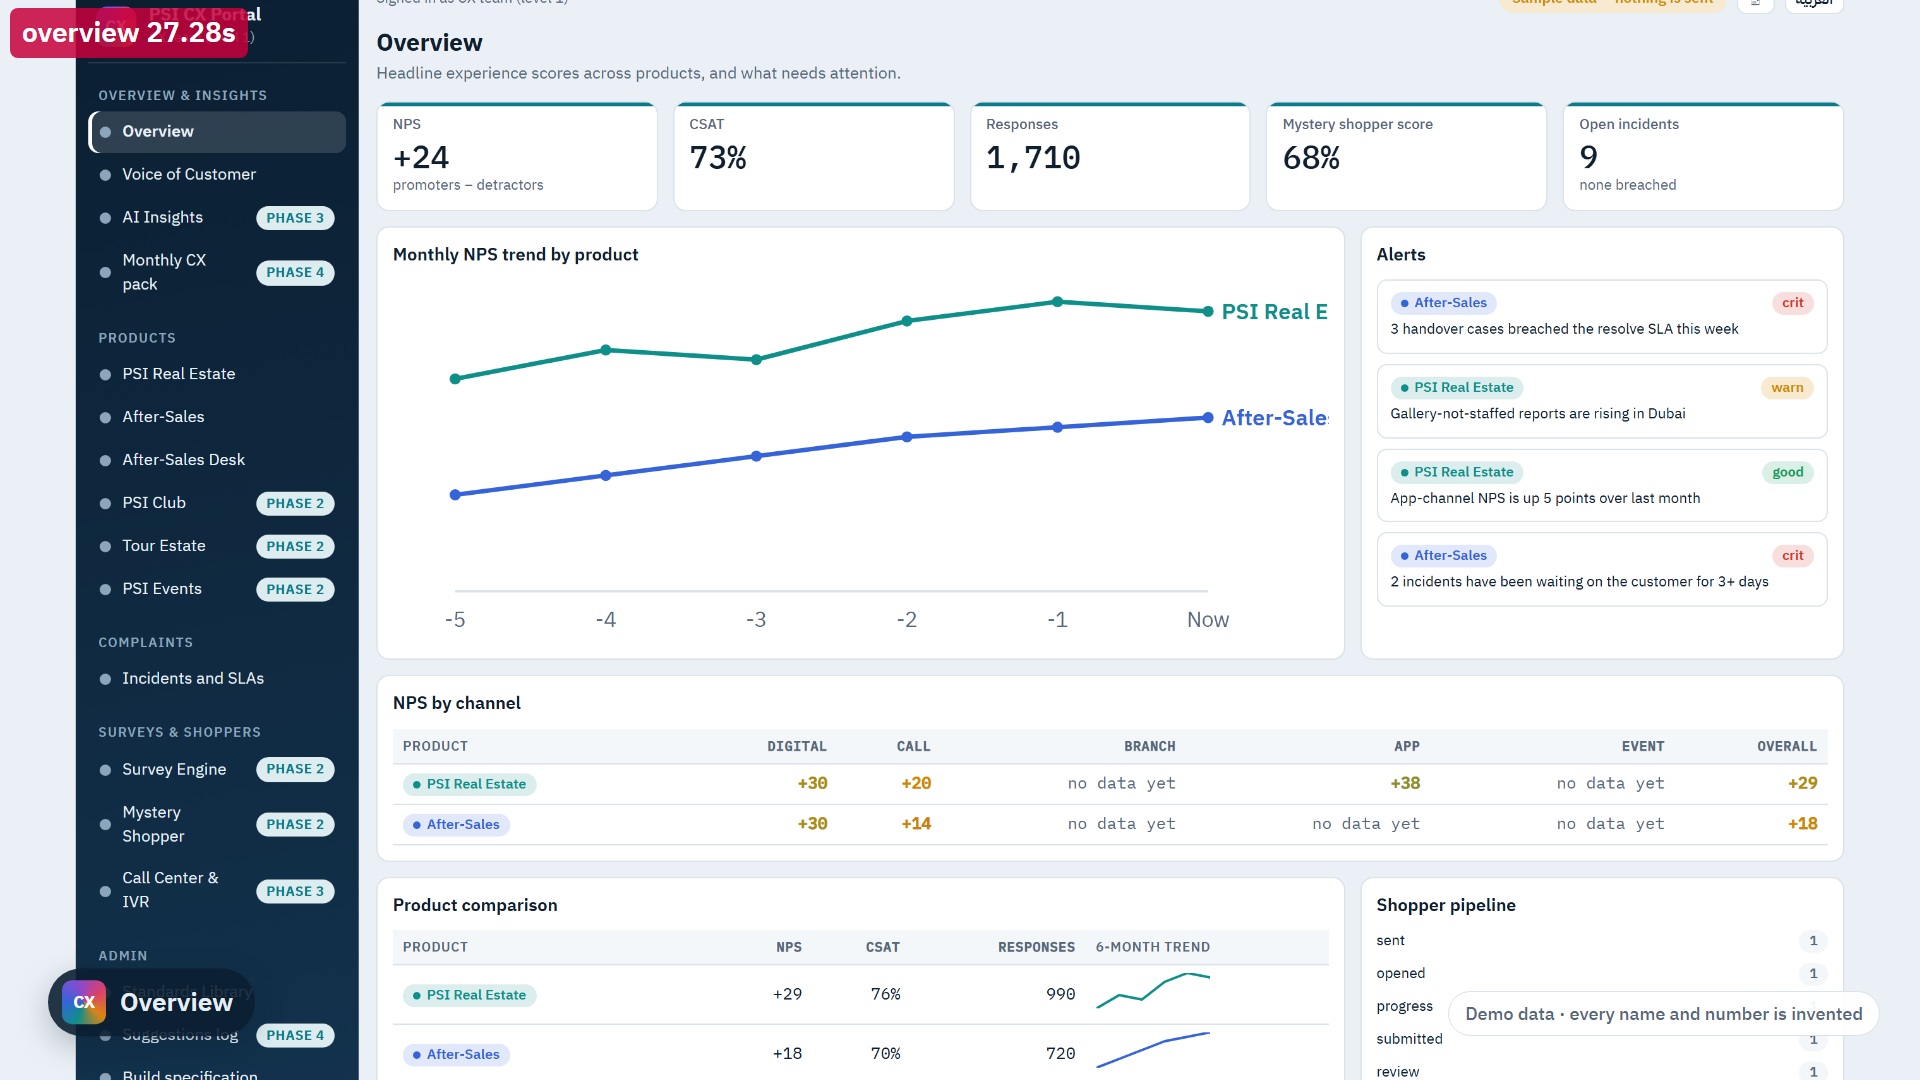 overview 27.28s
PSI CX Portal
Overview
Headline experience scores across products, and what needs attention.
OVERVIEW & INSIGHTS
Overview
Voice of Customer
AI Insights
PHASE 3
Monthly CX
pack
PHASE 4
PRODUCTS
PSI Real Estate
After-Sales
After-Sales Desk
PSI Club
PHASE 2
Tour Estate
PHASE 2
PSI Events
PHASE 2
COMPLAINTS
Incidents and SLAs
SURVEYS & SHOPPERS
Survey Engine
PHASE 2
Mystery
Shopper
PHASE 2
Call Center &
IVR
PHASE 3
ADMIN
Standards Library
Suggestions log
PHASE 4
Build specification
CX Overview
NPS
+24
promoters – detractors
CSAT
73%
Responses
1,710
Mystery shopper score
68%
Open incidents
9
none breached
Monthly NPS trend by product
PSI Real E
After-Sale
-5 -4 -3 -2 -1 Now
Alerts
After-Sales crit
3 handover cases breached the resolve SLA this week
PSI Real Estate warn
Gallery-not-staffed reports are rising in Dubai
PSI Real Estate good
App-channel NPS is up 5 points over last month
After-Sales crit
2 incidents have been waiting on the customer for 3+ days
NPS by channel
PRODUCT DIGITAL CALL BRANCH APP EVENT OVERALL
PSI Real Estate +30 +20 no data yet +38 no data yet +29
After-Sales +30 +14 no data yet no data yet no data yet +18
Product comparison
PRODUCT NPS CSAT RESPONSES 6-MONTH TREND
PSI Real Estate +29 76% 990
After-Sales +18 70% 720
Shopper pipeline
sent 1
opened 1
progress
submitted 1
review 1
Demo data · every name and number is invented